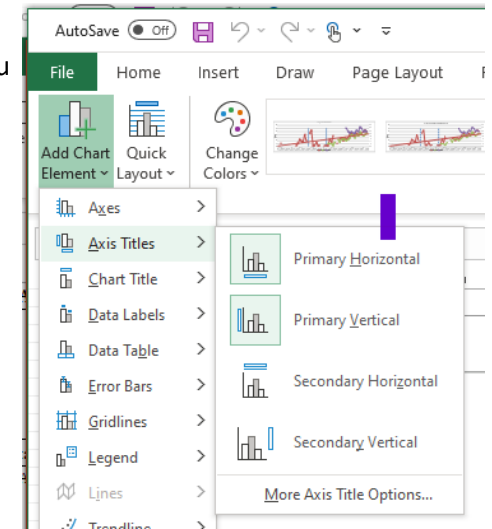 AutoSave Off
u
File Home Insert Draw Page Layout
Add Chart Element Quick Layout Change Colors
Axes
Axis Titles
Chart Title
Data Labels
Data Table
Error Bars
Gridlines
Legend
Lines
Trendline
Primary Horizontal
Primary Vertical
Secondary Horizontal
Secondary Vertical
More Axis Title Options...